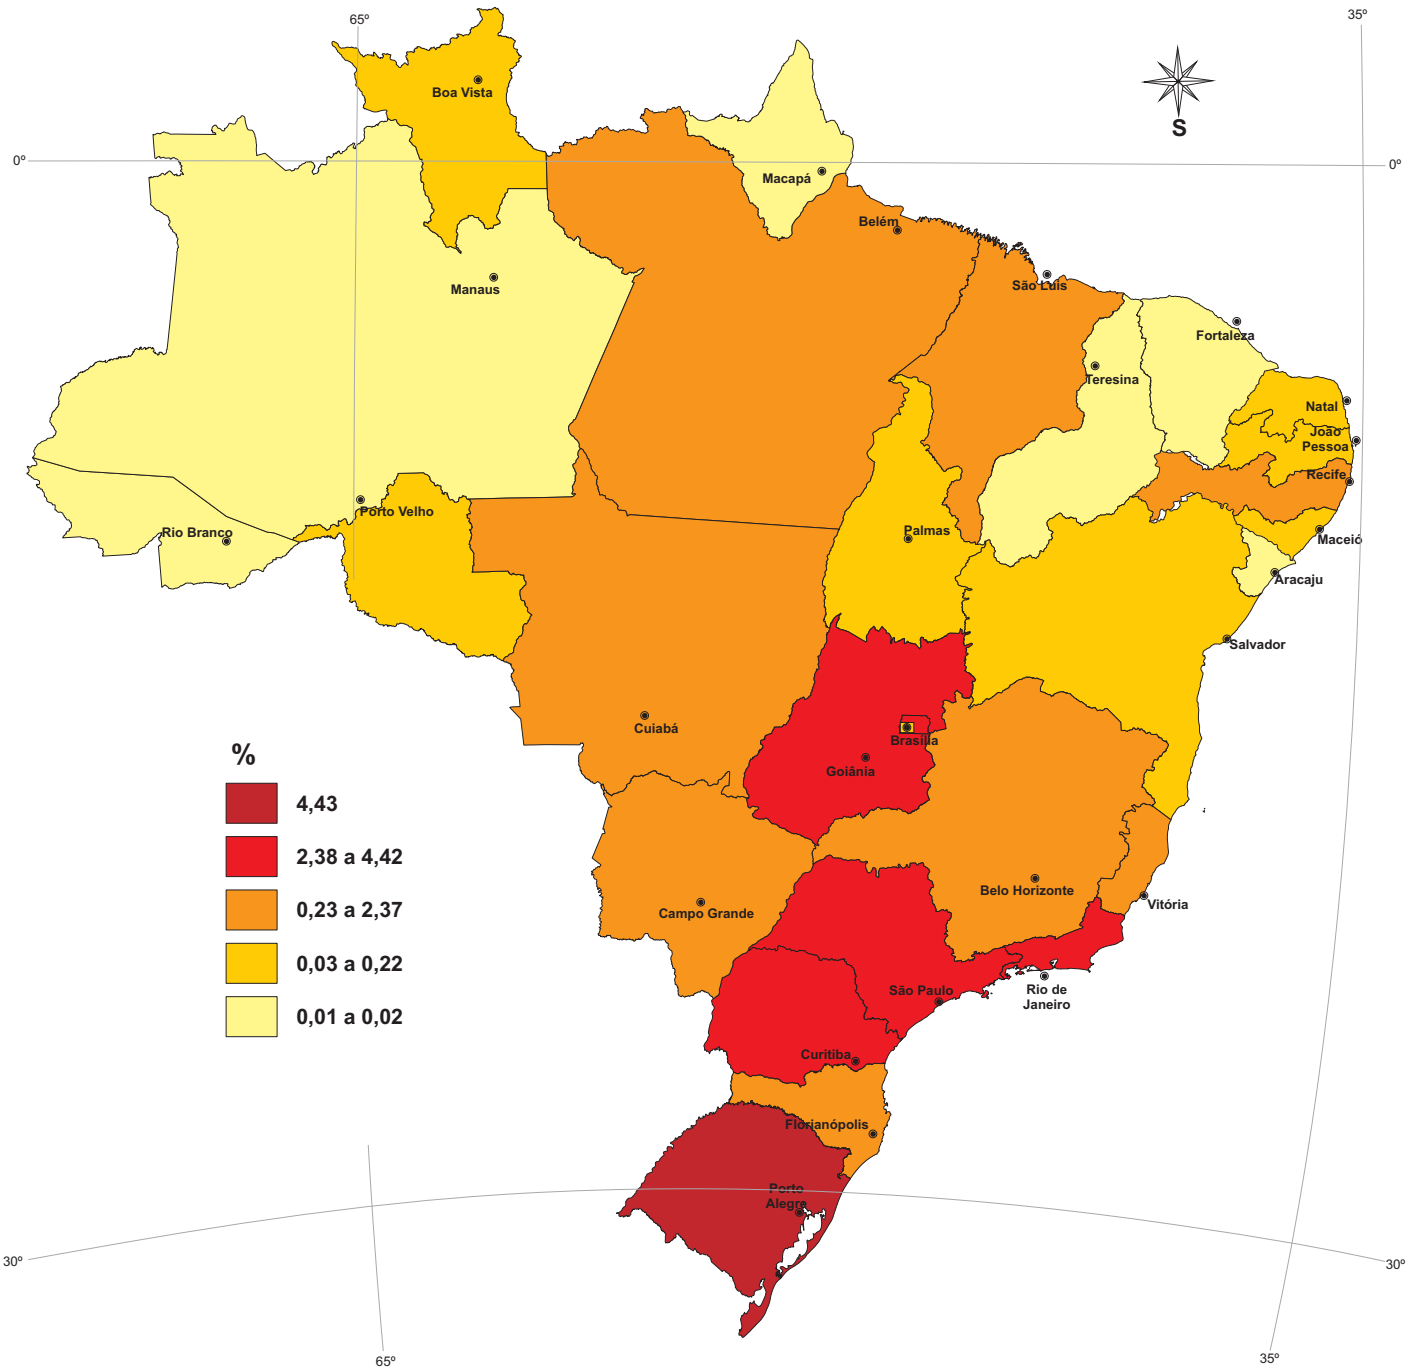 65º
35º
Boa Vista
S
0º
0º
Macapá
Belém
Manaus
São Luis
Fortaleza
Teresina
Natal
João
Pessoa
Recife
Porto Velho
Rio Branco
Palmas
Maceió
Aracaju
Salvador
Cuiabá
Brasília
Goiânia
%
4,43
2,38 a 4,42
0,23 a 2,37
0,03 a 0,22
0,01 a 0,02
Belo Horizonte
Vitória
Campo Grande
São Paulo
Rio de
Janeiro
Curitiba
Florianópolis
Porto
Alegre
30º
30º
65º
35º